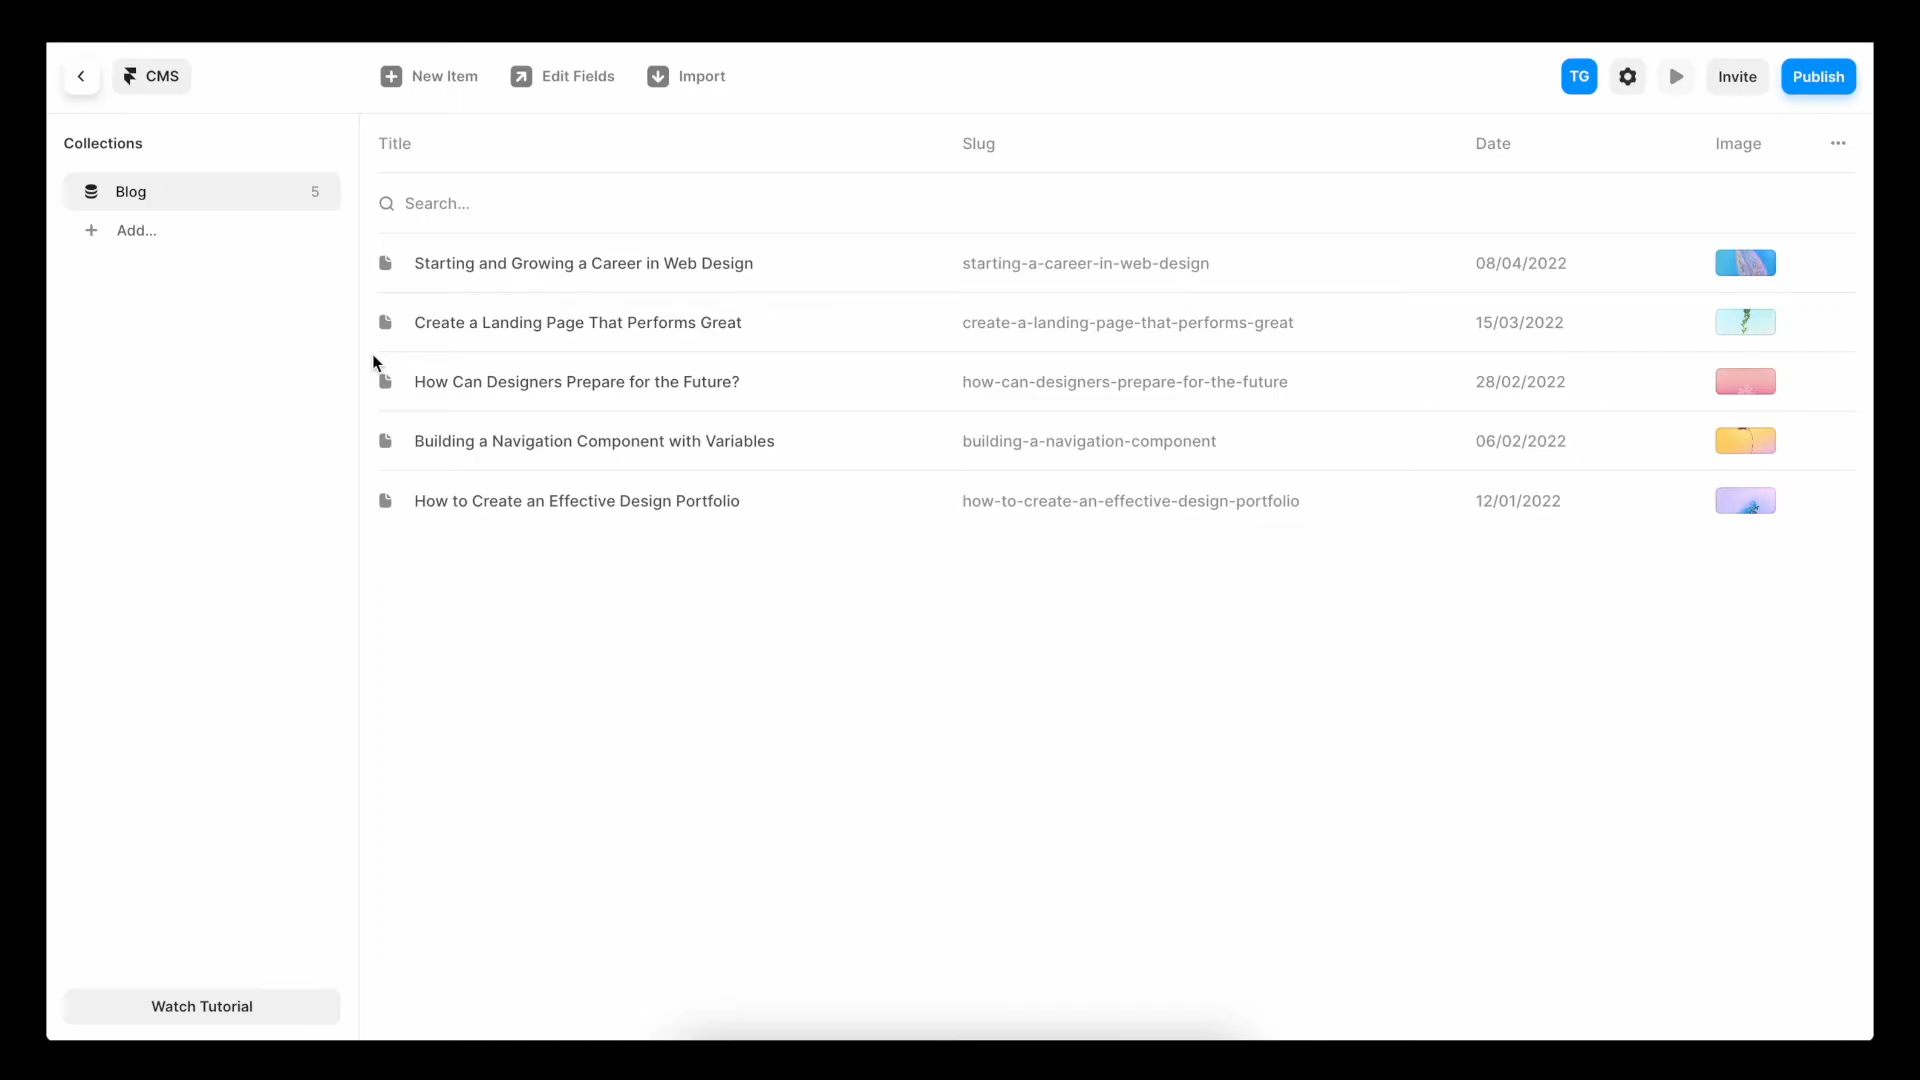 CMS
New Item
Edit Fields
Import
TG
Invite
Publish
Collections
Blog 5
Add...
Watch Tutorial
Title Slug Date Image
Search...
Starting and Growing a Career in Web Design starting-a-career-in-web-design 08/04/2022
Create a Landing Page That Performs Great create-a-landing-page-that-performs-great 15/03/2022
How Can Designers Prepare for the Future? how-can-designers-prepare-for-the-future 28/02/2022
Building a Navigation Component with Variables building-a-navigation-component 06/02/2022
How to Create an Effective Design Portfolio how-to-create-an-effective-design-portfolio 12/01/2022